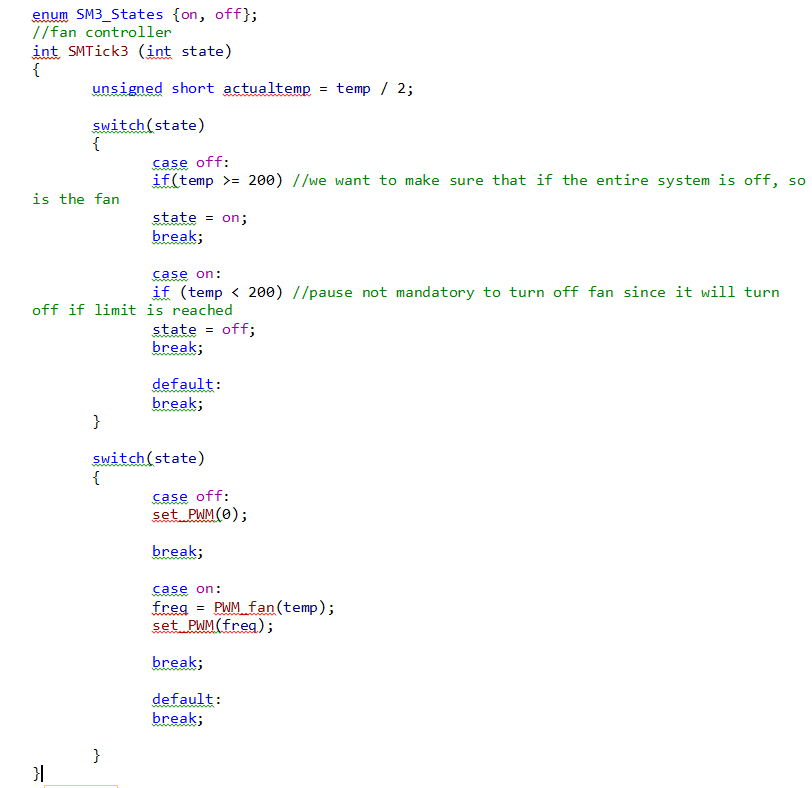 enum SM3_States {on, off};
//fan controller
int SMTick3 (int state)
{
unsigned short actualtemp = temp / 2;
switch(state)
{
case off:
if(temp >= 200) //we want to make sure that if the entire system is off, so
is the fan
state = on;
break;
case on:
if (temp < 200) //pause not mandatory to turn off fan since it will turn
off if limit is reached
state = off;
break;
default:
break;
}
switch(state)
{
case off:
set_PWM(0);
break;
case on:
freq = PWM_fan(temp);
set_PWM(freq);
break;
default:
break;
}
}